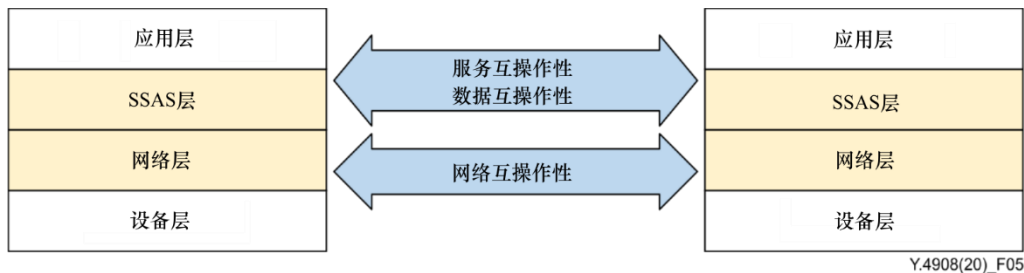 应用层
SSAS层
网络层
设备层
服务互操作性
数据互操作性
网络互操作性
应用层
SSAS层
网络层
设备层
Y.4908(20)_F05